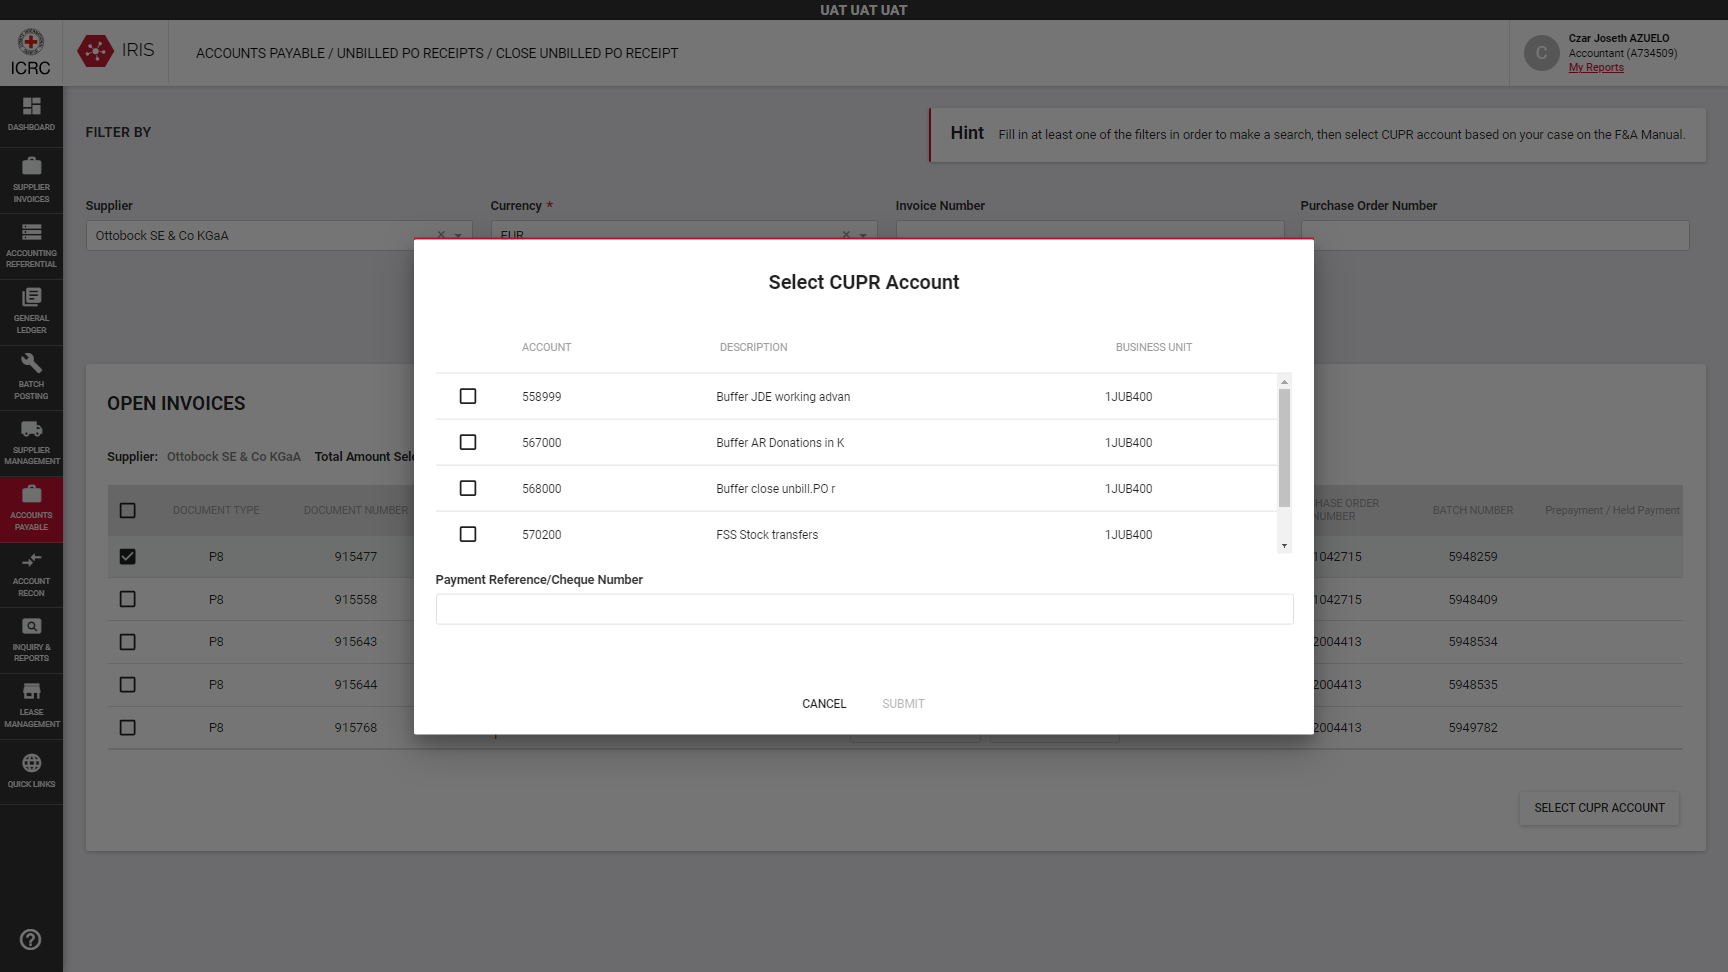 UAT UAT UAT
ICRC
IRIS
ACCOUNTS PAYABLE / UNBILLED PO RECEIPTS / CLOSE UNBILLED PO RECEIPT
C
Czar Joseth AZUELO
Accountant (A734509)
My Reports
DASHBOARD
SUPPLIER
INVOICES
ACCOUNTING
REFERENTIAL
GENERAL
LEDGER
BATCH
POSTING
SUPPLIER
MANAGEMENT
ACCOUNTS
PAYABLE
ACCOUNT
RECON
INQUIRY &
REPORTS
LEASE
MANAGEMENT
QUICK LINKS
FILTER BY
Hint Fill in at least one of the filters in order to make a search, then select CUPR account based on your case on the F&A Manual.
Supplier Currency * Invoice Number Purchase Order Number
Ottobock SE & Co KGaA EUR
Select CUPR Account
ACCOUNT DESCRIPTION BUSINESS UNIT
558999 Buffer JDE working advan 1JUB400
567000 Buffer AR Donations in K 1JUB400
568000 Buffer close unbill.PO r 1JUB400
570200 FSS Stock transfers 1JUB400
Payment Reference/Cheque Number
CANCEL SUBMIT
OPEN INVOICES
Supplier: Ottobock SE & Co KGaA Total Amount Sele
DOCUMENT TYPE DOCUMENT NUMBER HASE ORDER
NUMBER BATCH NUMBER Prepayment / Held Payment
P8 915477 1042715 5948259
P8 915558 1042715 5948409
P8 915643 2004413 5948534
P8 915644 2004413 5948535
P8 915768 2004413 5949782
SELECT CUPR ACCOUNT